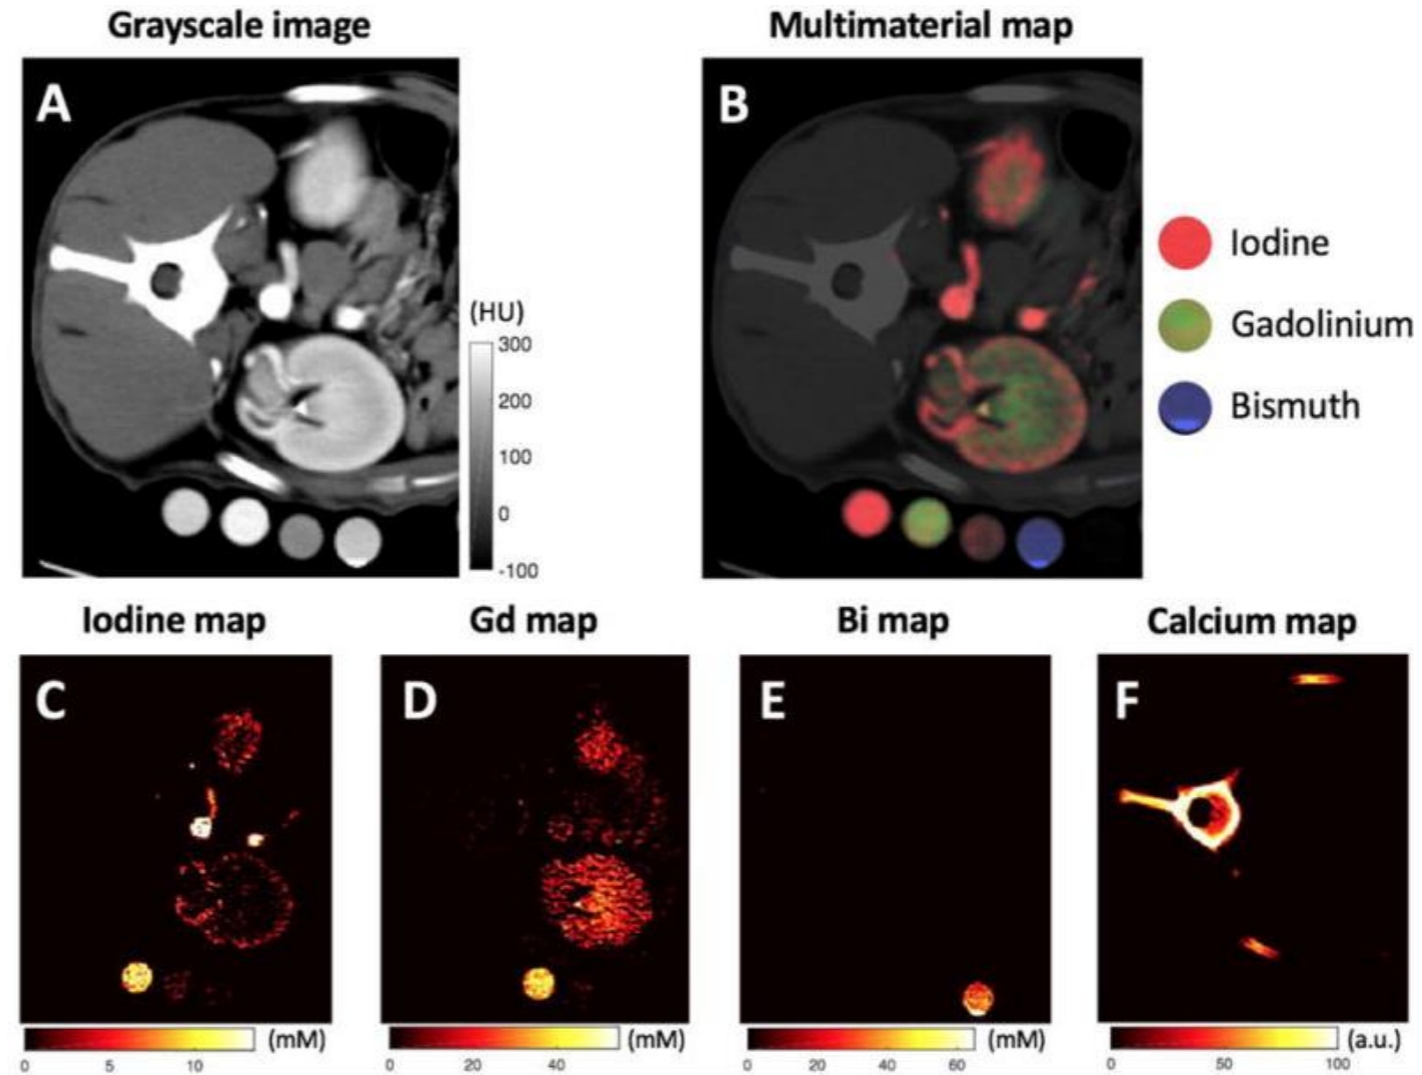 Grayscale image
Multimaterial map
A
B
Iodine
Gadolinium
Bismuth
(HU)
300
200
100
0
-100
Iodine map
Gd map
Bi map
Calcium map
C
D
E
F
0 5 10 (mM)
0 20 40 (mM)
0 20 40 60 (mM)
0 50 100 (a.u.)